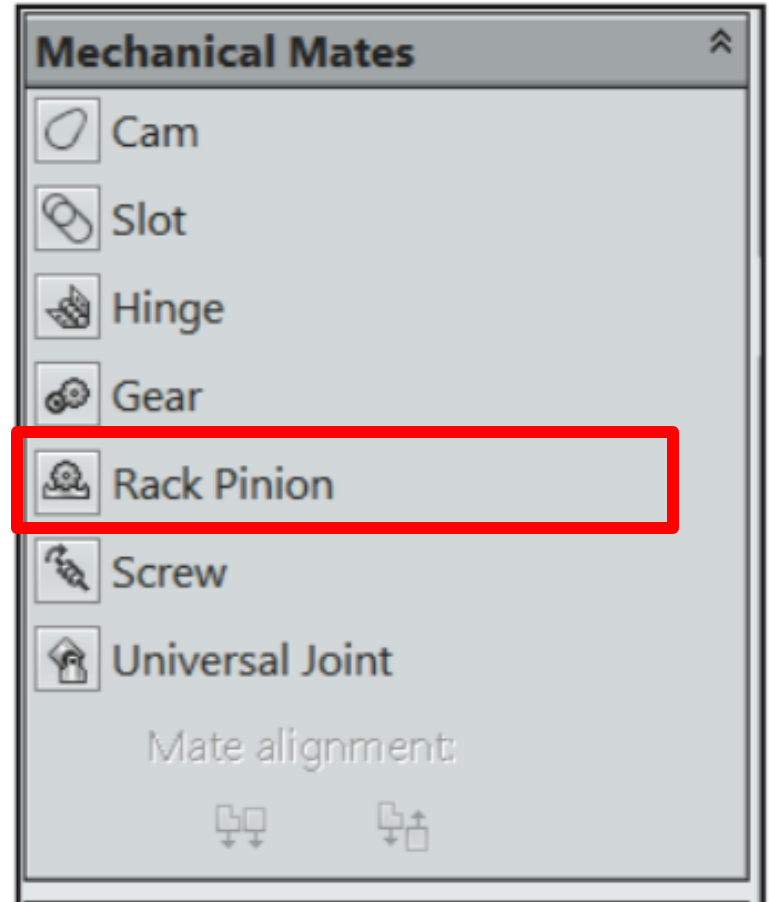 Mechanical Mates
Cam
Slot
Hinge
Gear
Rack Pinion
Screw
Universal Joint
Mate alignment: